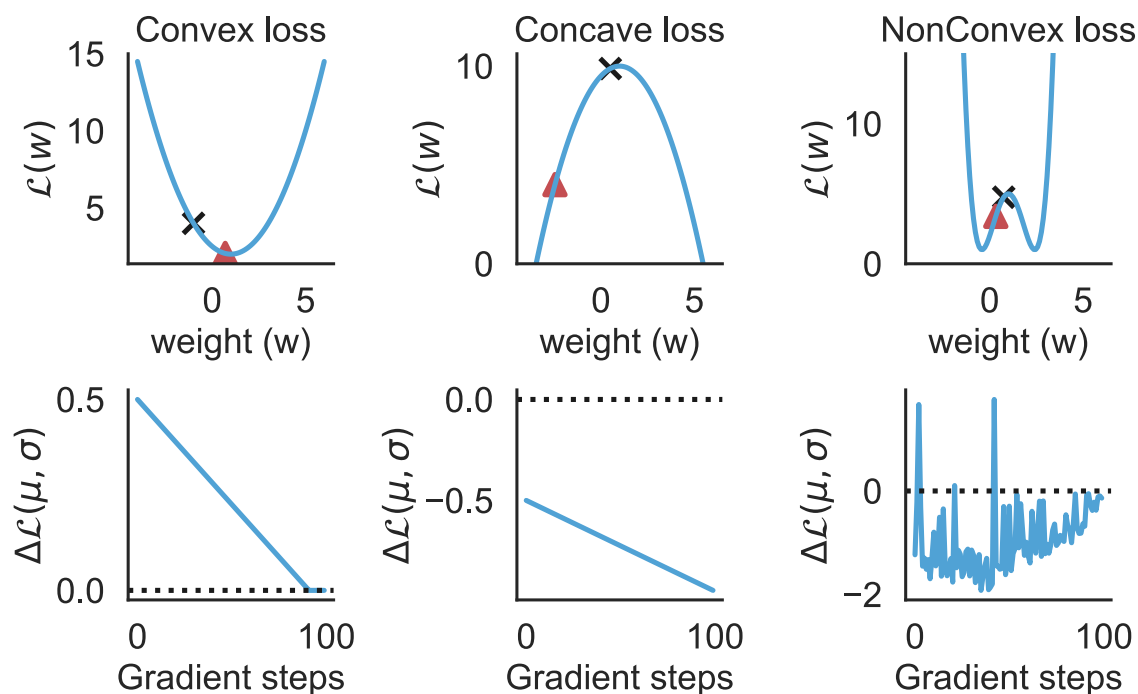 Convex loss
15
10
5
ℒ(w)
0
5
weight (w)
Concave loss
10
0
ℒ(w)
0
5
weight (w)
NonConvex loss
10
0
ℒ(w)
0
5
weight (w)
0.5
0.0
Δℒ(μ, σ)
0
100
Gradient steps
0.0
−0.5
Δℒ(μ, σ)
0
100
Gradient steps
0
−2
Δℒ(μ, σ)
0
100
Gradient steps